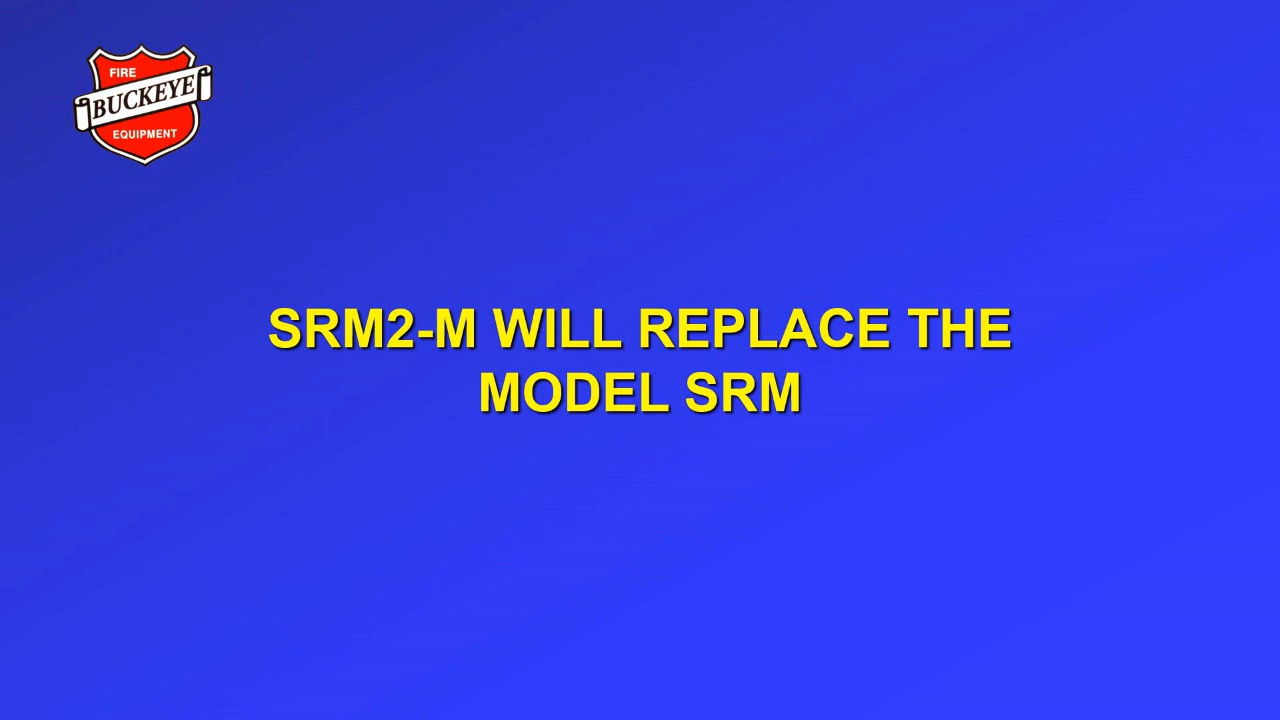 FIRE
BUCKEYE
EQUIPMENT
SRM2-M WILL REPLACE THE
MODEL SRM